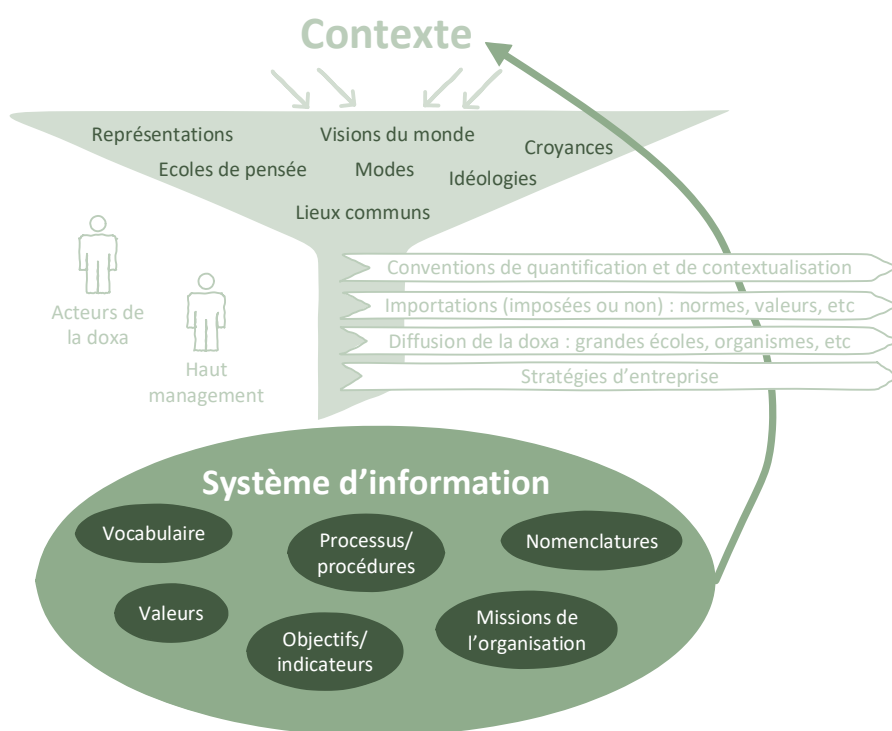 Contexte
Représentations
Visions du monde
Croyances
Ecoles de pensée
Modes
Idéologies
Lieux communs
Acteurs de
la doxa
Haut
management
Conventions de quantification et de contextualisation
Importations (imposées ou non) : normes, valeurs, etc
Diffusion de la doxa : grandes écoles, organismes, etc
Stratégies d’entreprise
Système d’information
Vocabulaire
Processus/
procédures
Nomenclatures
Valeurs
Objectifs/
indicateurs
Missions de
l’organisation